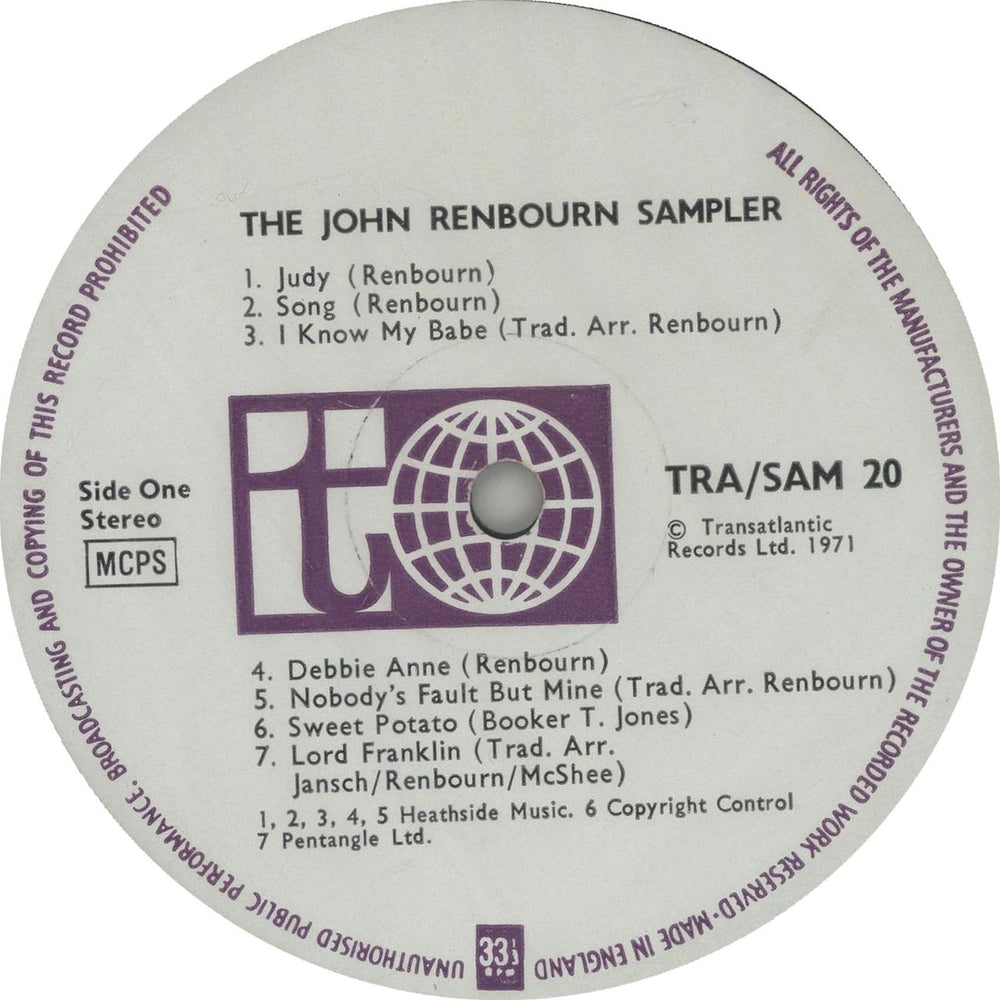 THE JOHN RENBOURN SAMPLER
1. Judy (Renbourn)
2. Song (Renbourn)
3. I Know My Babe (Trad. Arr. Renbourn)
t
Side One
Stereo
MCPS
TRA/SAM 20
© Transatlantic
Records Ltd. 1971
4. Debbie Anne (Renbourn)
5. Nobody's Fault But Mine (Trad. Arr. Renbourn)
6. Sweet Potato (Booker T. Jones)
7. Lord Franklin (Trad. Arr.
Jansch/Renbourn/McShee)
1, 2, 3, 4, 5 Heathside Music. 6 Copyright Control
7 Pentangle Ltd.
ALL RIGHTS OF THE MANUFACTURERS AND THE OWNER OF THE RECORDED WORK RESERVED · MADE IN ENGLAND
33⅓
RPM
UNAUTHORISED PUBLIC PERFORMANCE. BROADCASTING AND COPYING OF THIS RECORD PROHIBITED